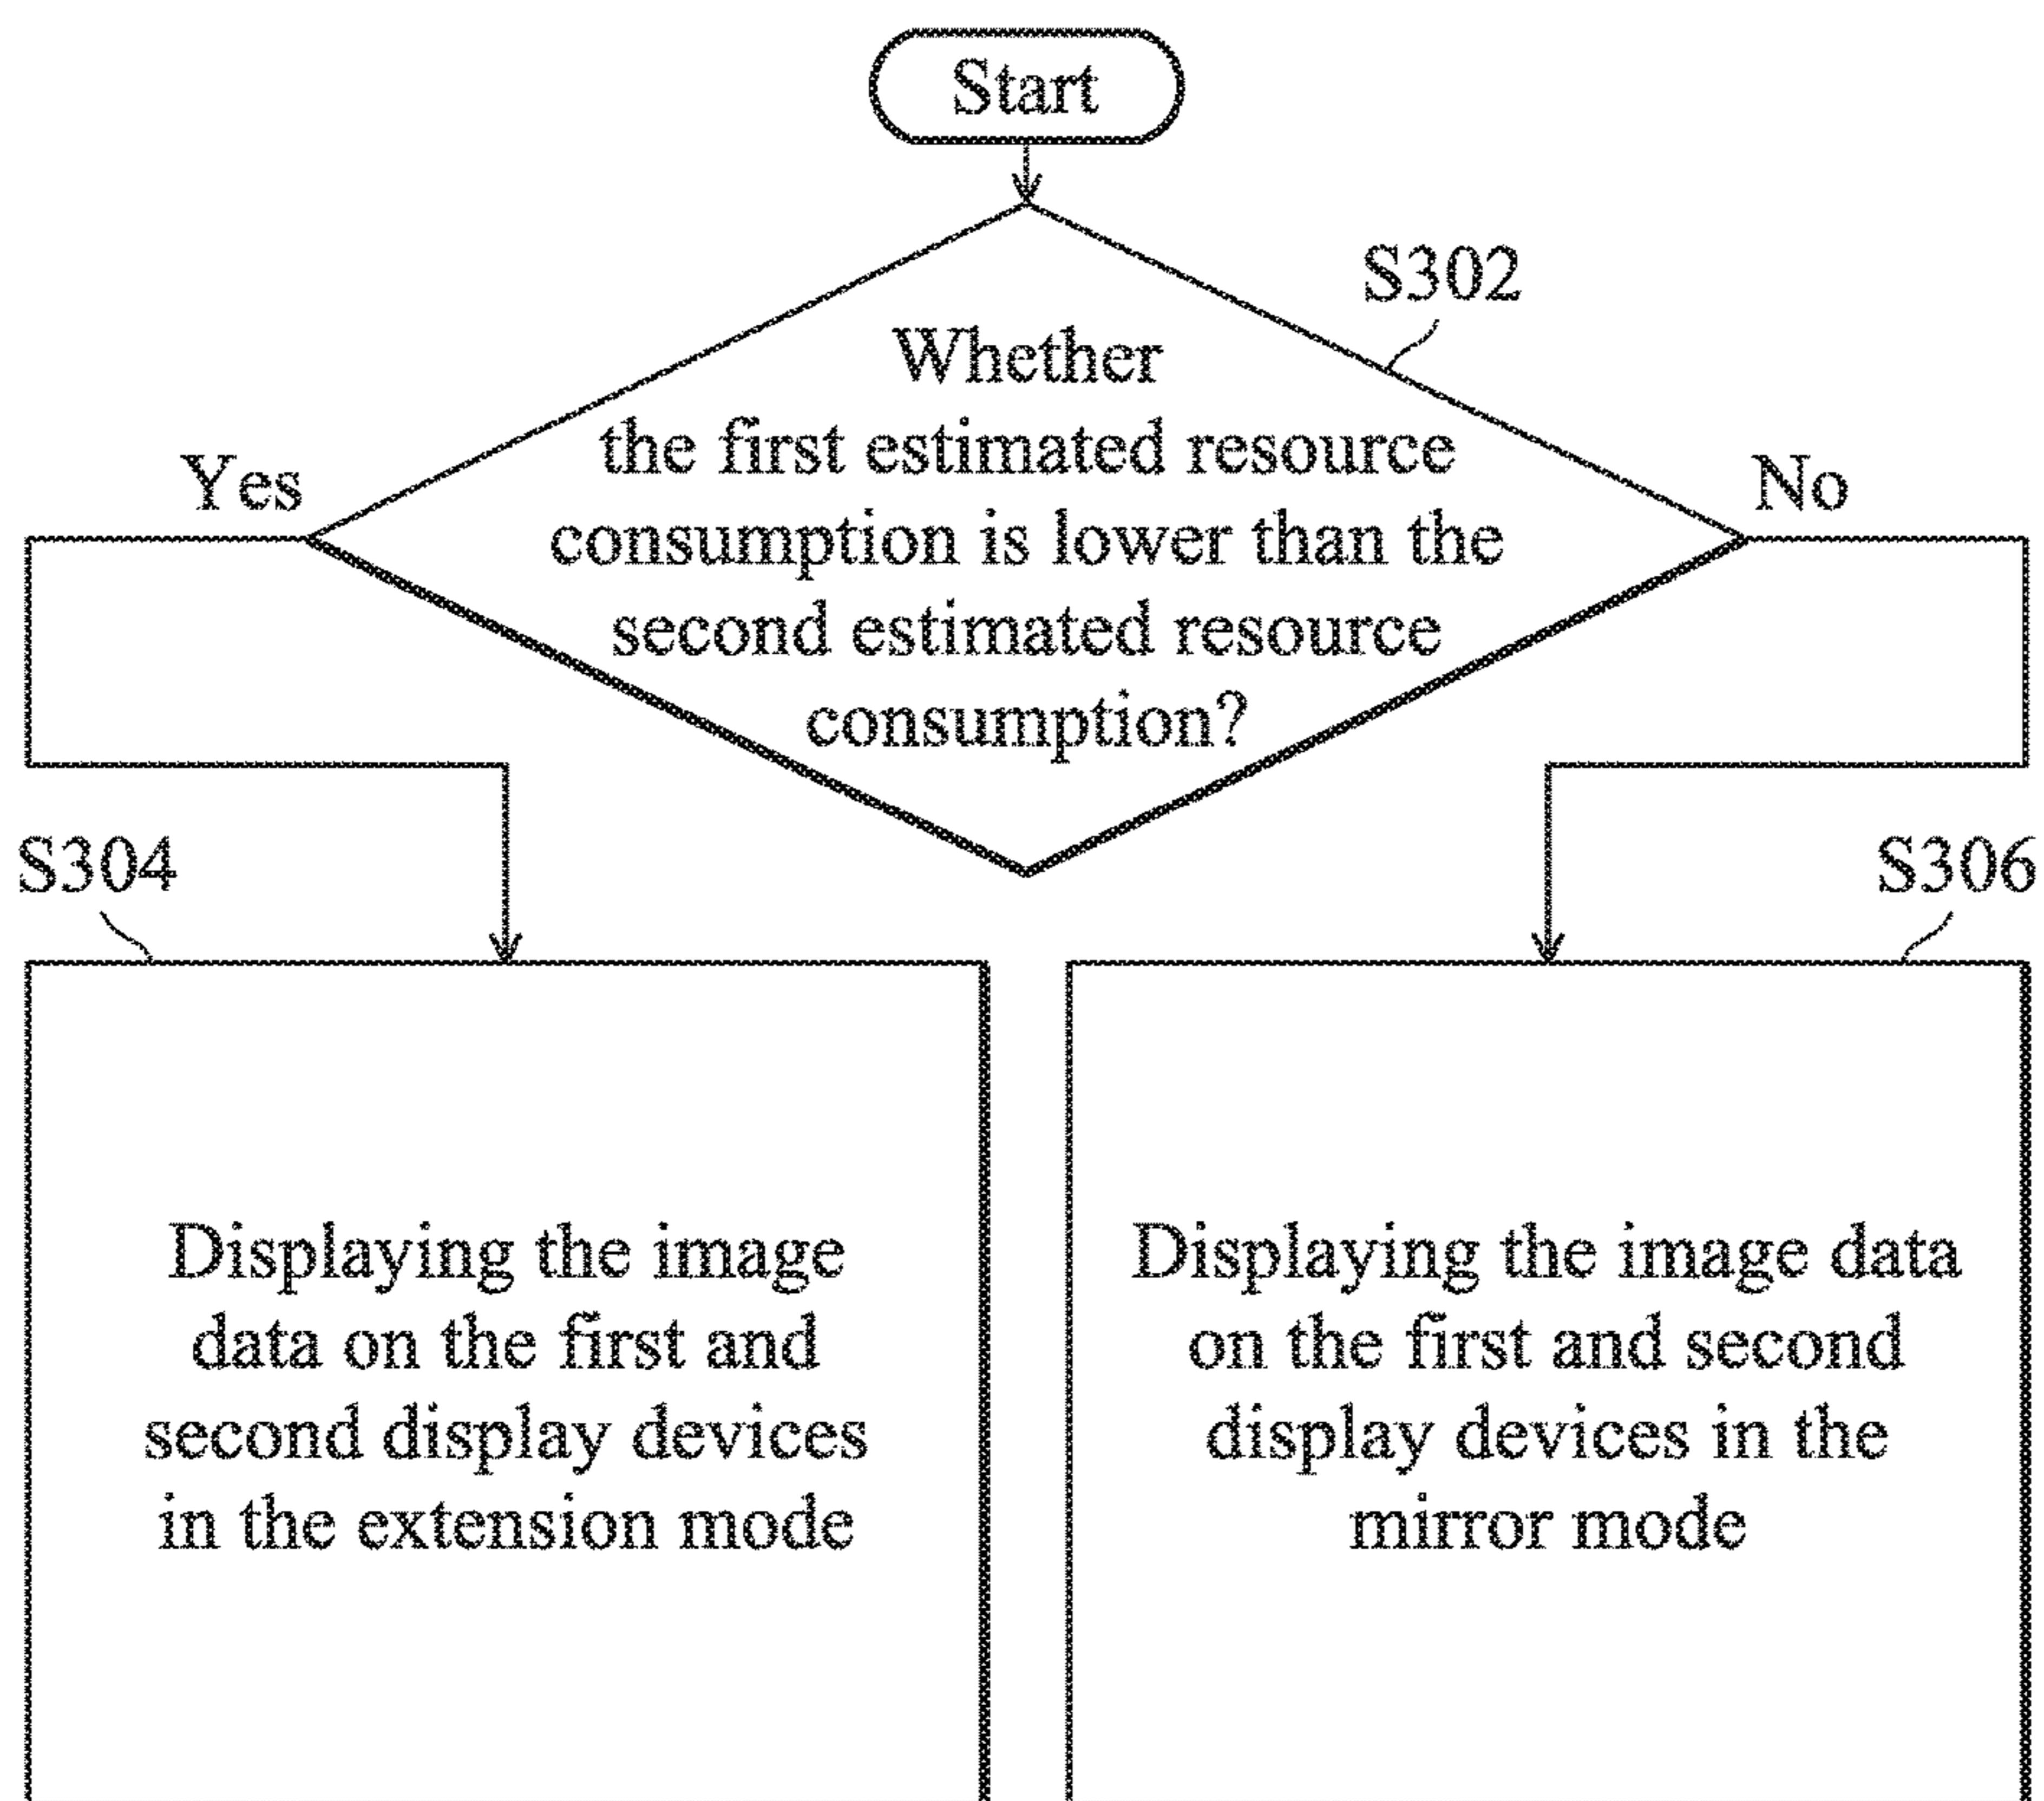 Start
S302
Whether
the first estimated resource
consumption is lower than the
second estimated resource
consumption?
Yes
No
S304
S306
Displaying the image
data on the first and
second display devices
in the extension mode
Displaying the image data
on the first and second
display devices in the
mirror mode